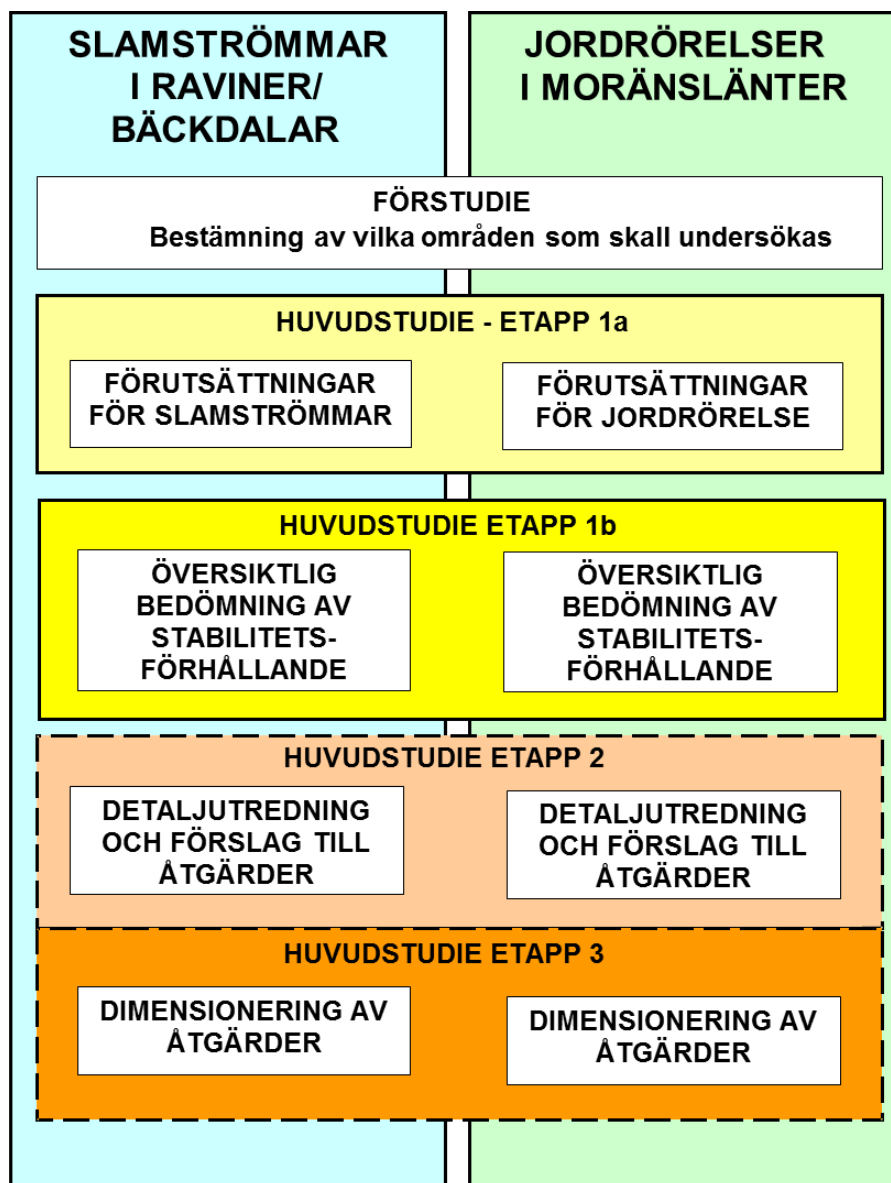 SLAMSTRÖMMAR
I RAVINER/
BÄCKDALAR
JORDRÖRELSER
I MORÄNSLÄNTER
FÖRSTUDIE
Bestämning av vilka områden som skall undersökas
HUVUDSTUDIE - ETAPP 1a
FÖRUTSÄTTNINGAR
FÖR SLAMSTRÖMMAR
FÖRUTSÄTTNINGAR
FÖR JORDRÖRELSE
HUVUDSTUDIE ETAPP 1b
ÖVERSIKTLIG
BEDÖMNING AV
STABILITETS-
FÖRHÅLLANDE
ÖVERSIKTLIG
BEDÖMNING AV
STABILITETS-
FÖRHÅLLANDE
HUVUDSTUDIE ETAPP 2
DETALJUTREDNING
OCH FÖRSLAG TILL
ÅTGÄRDER
DETALJUTREDNING
OCH FÖRSLAG TILL
ÅTGÄRDER
HUVUDSTUDIE ETAPP 3
DIMENSIONERING AV
ÅTGÄRDER
DIMENSIONERING AV
ÅTGÄRDER